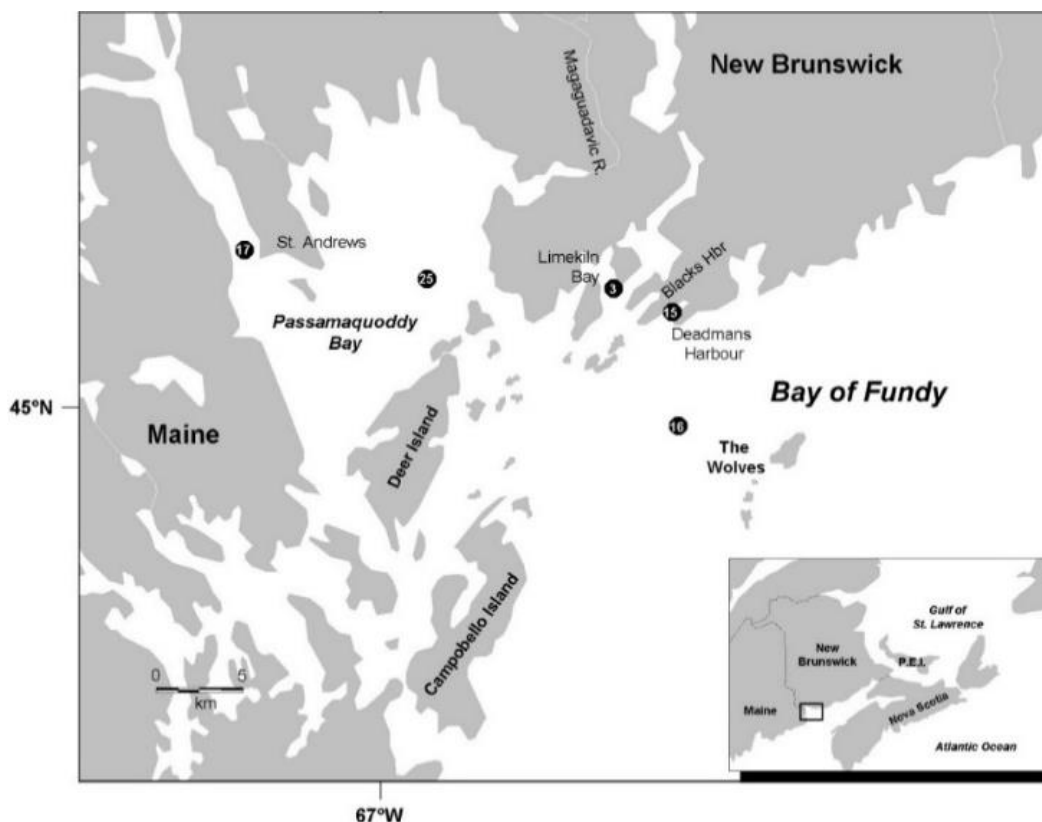 New Brunswick
Magaguadavic R.
17
St. Andrews
25
Limekiln
Bay
3
Blacks Hbr
15
Deadmans
Harbour
Passamaquoddy
Bay
45°N
Maine
Deer Island
Bay of Fundy
16
The
Wolves
Campobello Island
0 5
km
67°W
Gulf of
St. Lawrence
New
Brunswick
P.E.I.
Maine
Nova Scotia
Atlantic Ocean